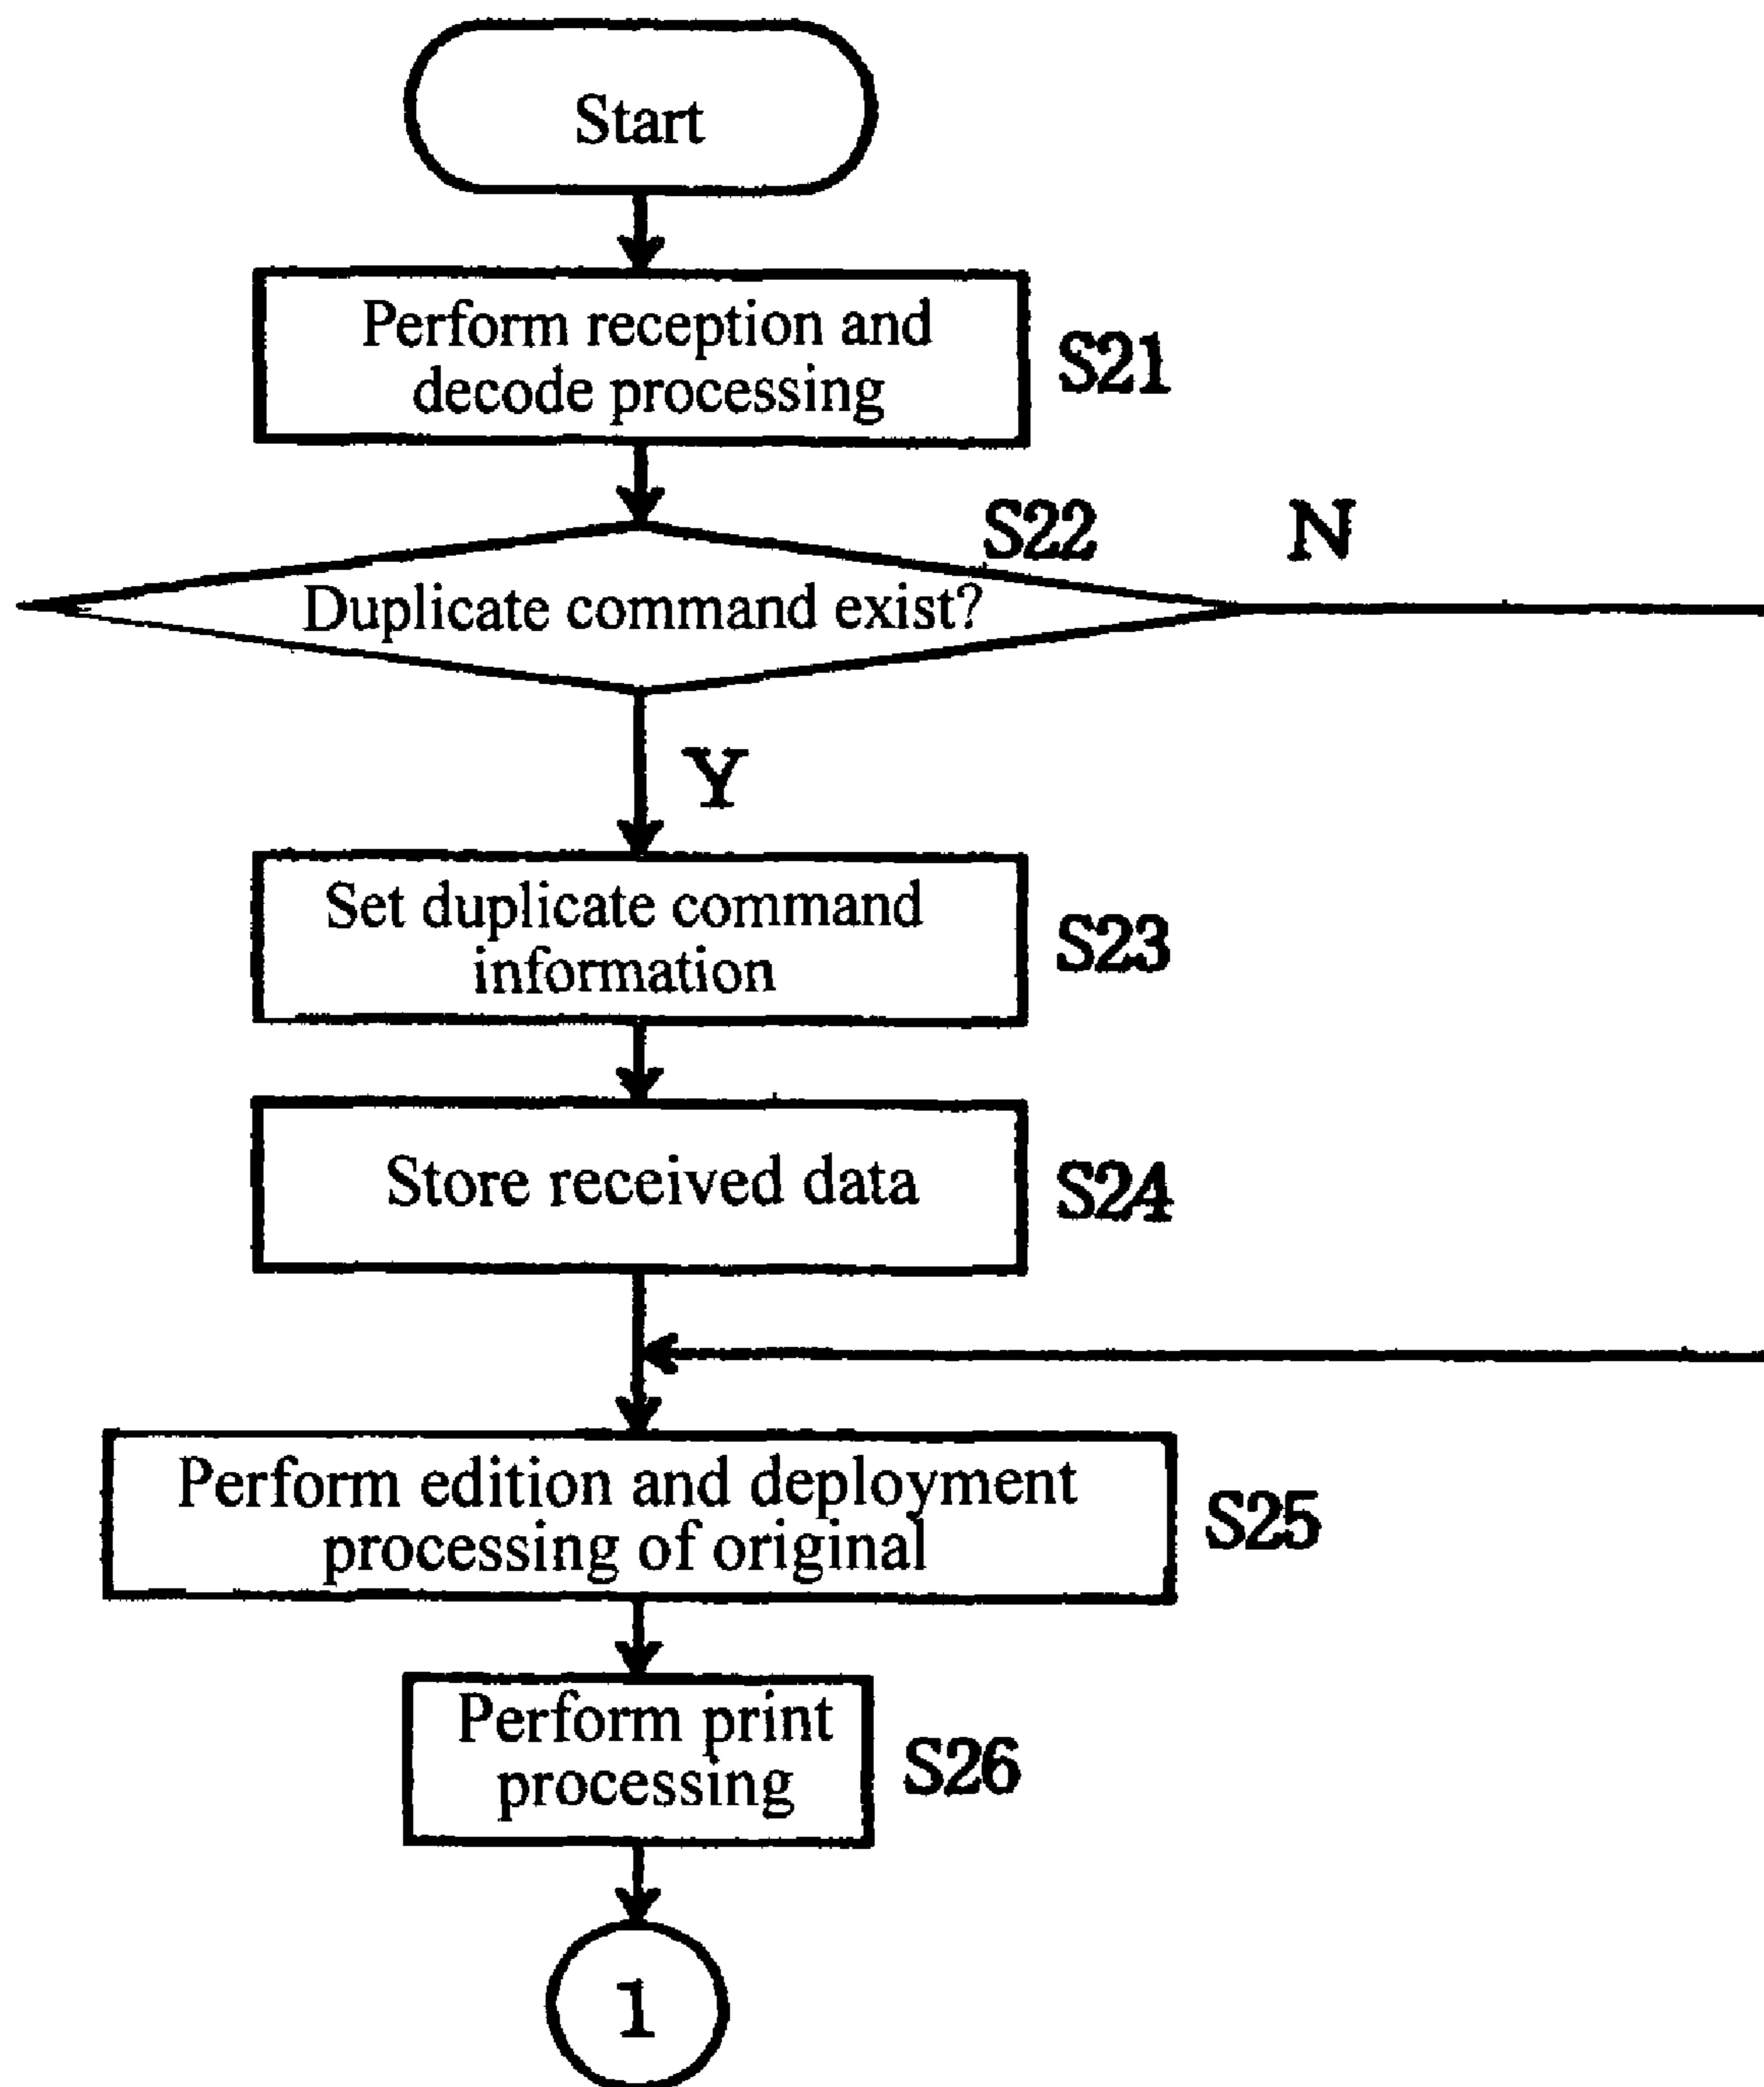 Start
Perform reception and
decode processing
S21
S22
N
Duplicate command exist?
Y
Set duplicate command
information
S23
Store received data
S24
Perform edition and deployment
processing of original
S25
Perform print
processing
S26
1